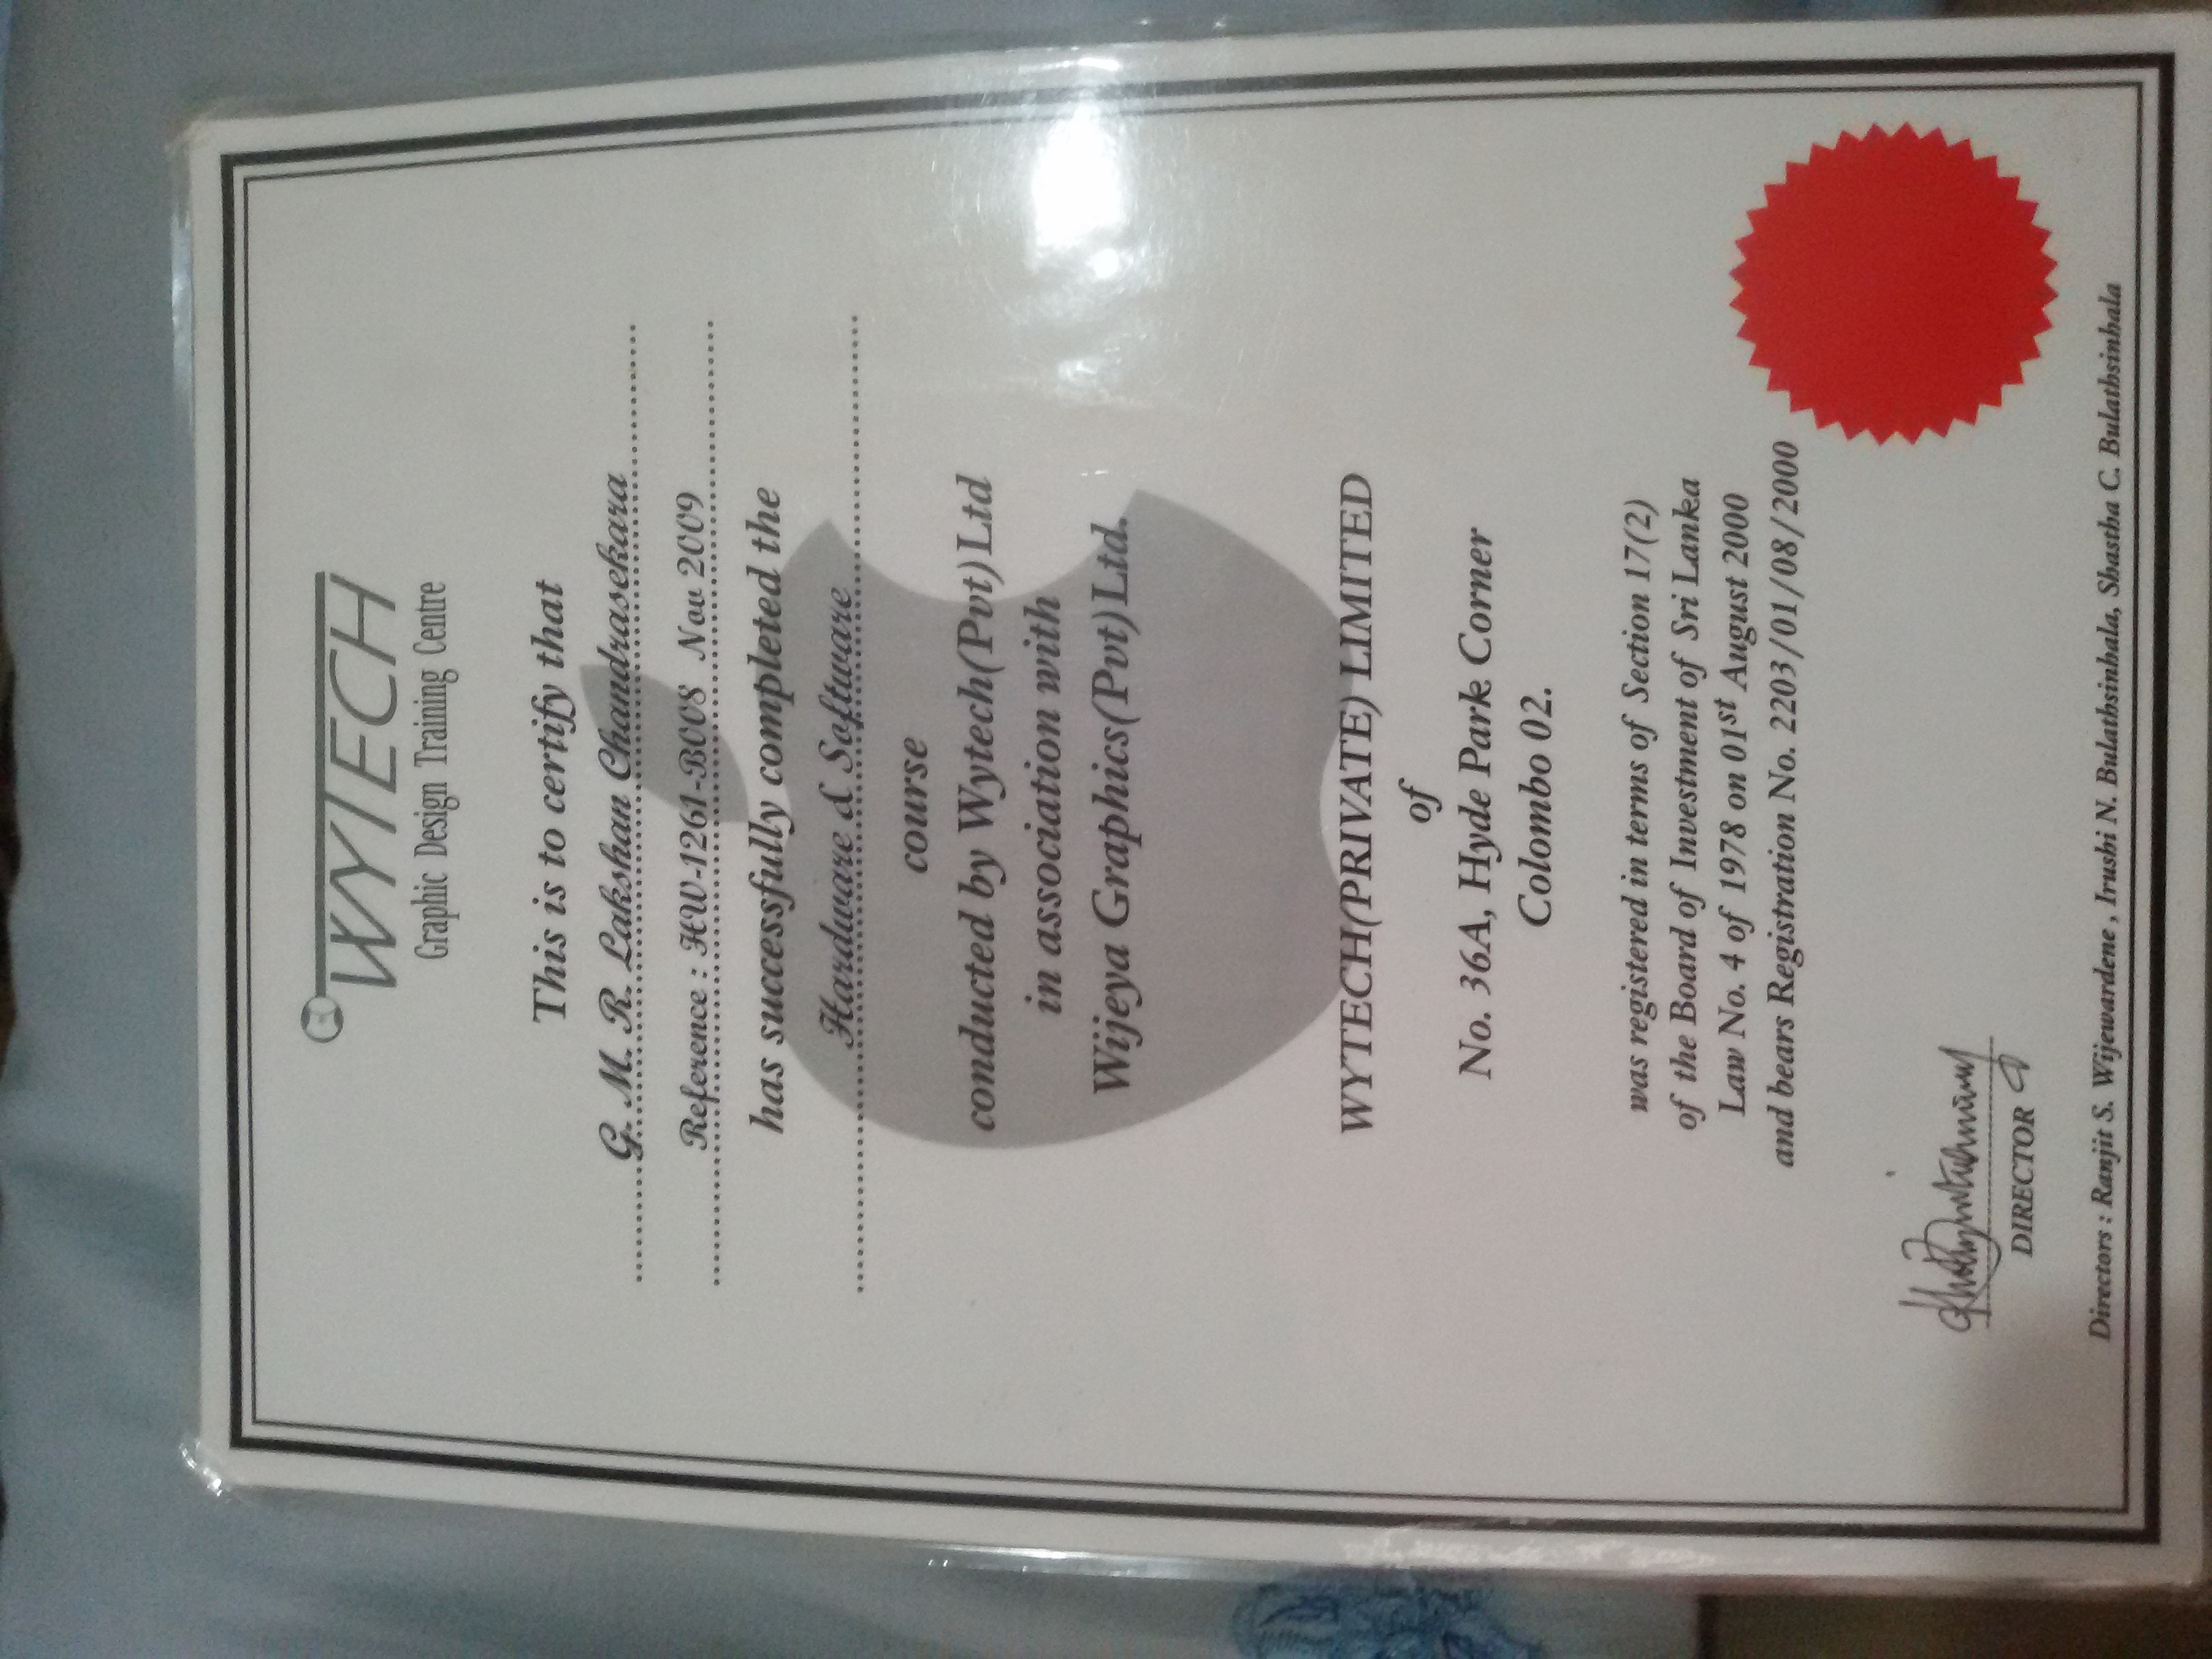 WYTECH
Graphic Design Training Centre
This is to certify that
G. M. R. Lakshan Chandrasekara
Reference : HW-1261-B008 Nov 2009
has successfully completed the
Hardware & Software
course
conducted by Wytech(Pvt)Ltd
in association with
Wijeya Graphics(Pvt)Ltd.
WYTECH(PRIVATE) LIMITED
of
No. 36A, Hyde Park Corner
Colombo 02.
was registered in terms of Section 17(2)
of the Board of Investment of Sri Lanka
Law No. 4 of 1978 on 01st August 2000
and bears Registration No. 2203/01/08/2000
DIRECTOR
Directors : Ranjit S. Wijewardene , Irushi N. Bulathsinhala, Shastha C. Bulathsinhala